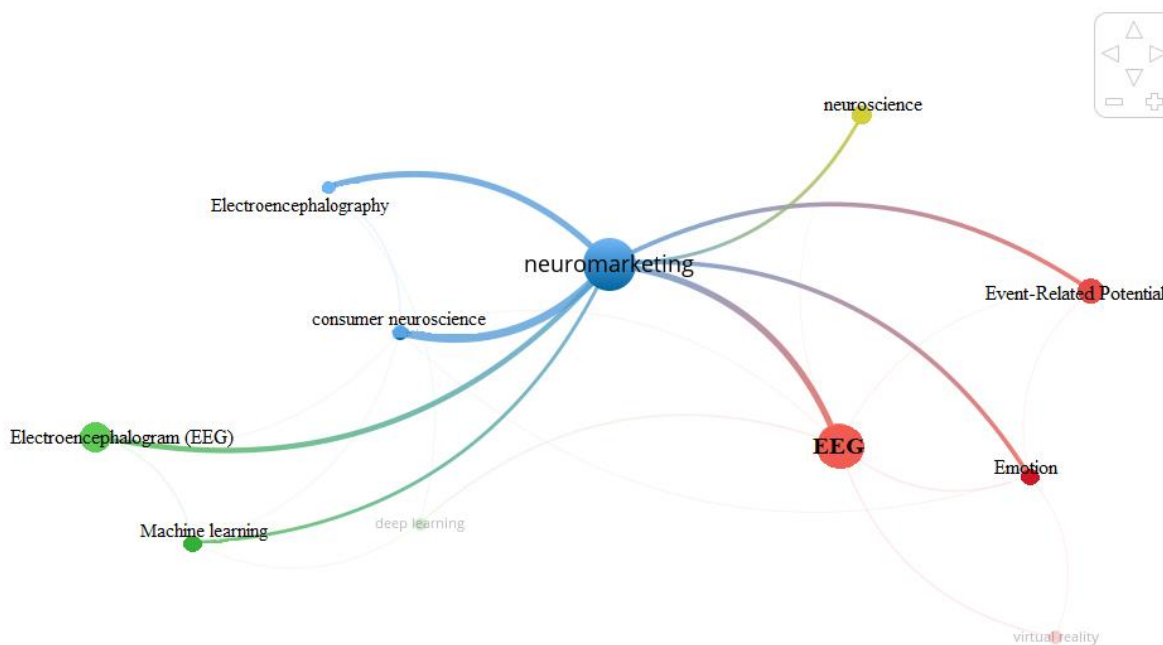 neuroscience
Electroencephalography
neuromarketing
Event-Related Potential
consumer neuroscience
Electroencephalogram (EEG)
EEG
Emotion
Machine learning
deep learning
virtual reality